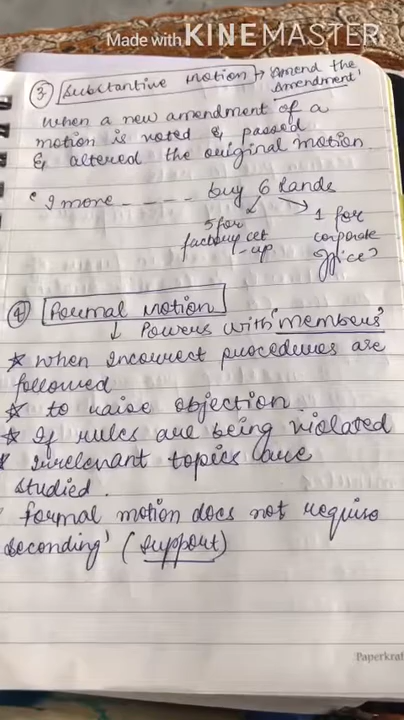 Made with KINEMASTER
③ Substantive Motion → 'Amend the
Amendment'
When a new amendment of a
motion is voted & passed
& altered the original motion.
"I move - - - - - buy 6 lands
5 for
factory set
-up
1 for
corporate
office"
④ Formal Motion
↓ Powers with 'members'
* When incorrect procedures are
followed
* to raise objection.
* If rules are being violated
* irrelevant topics are
studied.
' formal motion does not require
seconding' (support)
Paperkraf